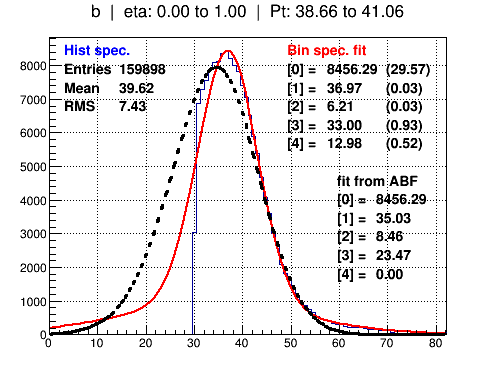 b | eta: 0.00 to 1.00 | Pt: 38.66 to 41.06
Hist spec.
Entries 159898
Mean 39.62
RMS 7.43
Bin spec. fit
[0] = 8456.29 (29.57)
[1] = 36.97 (0.03)
[2] = 6.21 (0.03)
[3] = 33.00 (0.93)
[4] = 12.98 (0.52)
fit from ABF
[0] = 8456.29
[1] = 35.03
[2] = 8.46
[3] = 23.47
[4] = 0.00
8000
7000
6000
5000
4000
3000
2000
1000
0
0 10 20 30 40 50 60 70 80